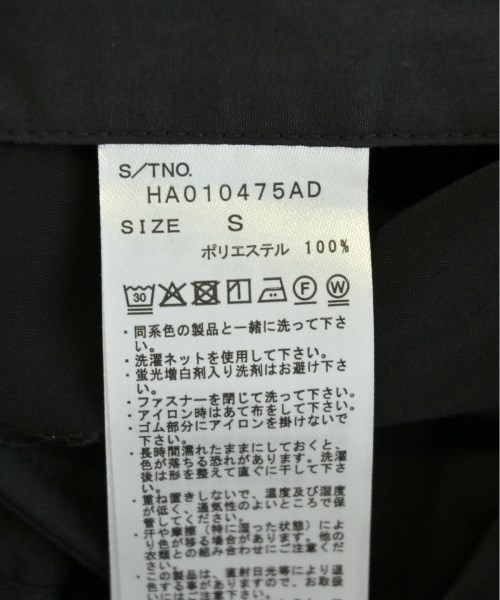 S/TNO.
HA010475AD
SIZE S
ポリエステル 100%
30 F W
・同系色の製品と一緒に洗って下さ
い。
・洗濯ネットを使用して下さい。
・蛍光増白剤入り洗剤はお避け下さ
い。
・ファスナーを閉じて洗って下さい。
・アイロン時はあて布をして下さい。
・ゴム部分にアイロンを掛けないで
下さい。
・長時間濡れたままにしておくと、
色が落ちる恐れがあります。洗濯
後は形を整えて直ぐに干して下さ
い。
・重ね置きしないで、温度及び湿度
が低く、通気性のよいところで保
管してください。
・汗や摩擦（特に湿った状態）によ
り色が移る場合があります。他の
衣類との組み合わせにご注意くだ
さい。
・この製品は、直射日光等により退
色する事がありますので、お取扱
いにはご注意下さい。